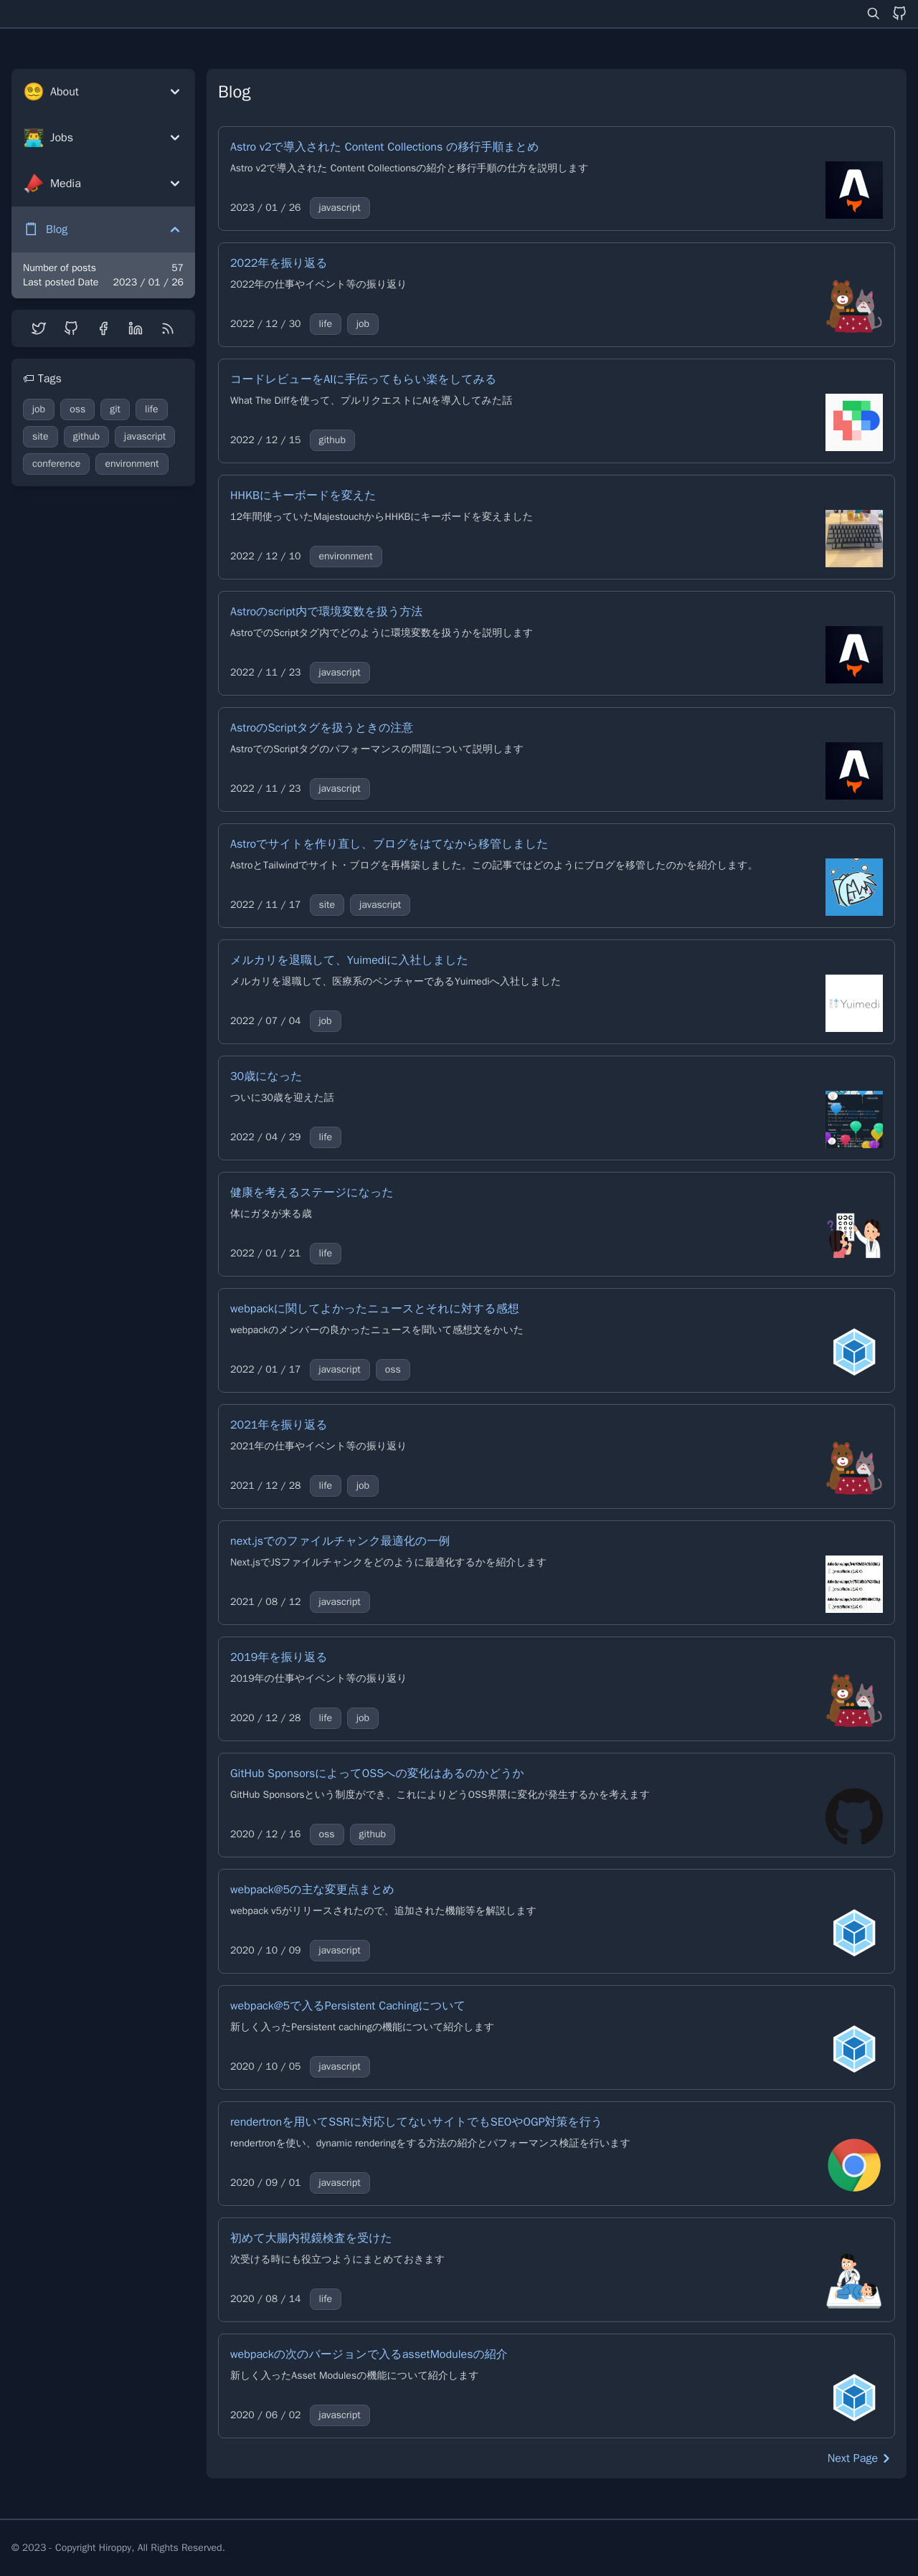 About
Jobs
Media
Blog
Number of posts 57
Last posted Date 2023 / 01 / 26
Tags
job oss git life
site github javascript
conference environment
Blog
Astro v2で導入された Content Collections の移行手順まとめ
Astro v2で導入された Content Collectionsの紹介と移行手順の仕方を説明します
2023 / 01 / 26 javascript
2022年を振り返る
2022年の仕事やイベント等の振り返り
2022 / 12 / 30 life job
コードレビューをAIに手伝ってもらい楽をしてみる
What The Diffを使って、プルリクエストにAIを導入してみた話
2022 / 12 / 15 github
HHKBにキーボードを変えた
12年間使っていたMajestouchからHHKBにキーボードを変えました
2022 / 12 / 10 environment
Astroのscript内で環境変数を扱う方法
AstroでのScriptタグ内でどのように環境変数を扱うかを説明します
2022 / 11 / 23 javascript
AstroのScriptタグを扱うときの注意
AstroでのScriptタグのパフォーマンスの問題について説明します
2022 / 11 / 23 javascript
Astroでサイトを作り直し、ブログをはてなから移管しました
AstroとTailwindでサイト・ブログを再構築しました。この記事ではどのようにブログを移管したのかを紹介します。
2022 / 11 / 17 site javascript
メルカリを退職して、Yuimediに入社しました
メルカリを退職して、医療系のベンチャーであるYuimediへ入社しました
Yuimedi
2022 / 07 / 04 job
30歳になった
ついに30歳を迎えた話
2022 / 04 / 29 life
健康を考えるステージになった
体にガタが来る歳
2022 / 01 / 21 life
webpackに関してよかったニュースとそれに対する感想
webpackのメンバーの良かったニュースを聞いて感想文をかいた
2022 / 01 / 17 javascript oss
2021年を振り返る
2021年の仕事やイベント等の振り返り
2021 / 12 / 28 life job
next.jsでのファイルチャンク最適化の一例
Next.jsでJSファイルチャンクをどのように最適化するかを紹介します
2021 / 08 / 12 javascript
2019年を振り返る
2019年の仕事やイベント等の振り返り
2020 / 12 / 28 life job
GitHub SponsorsによってOSSへの変化はあるのかどうか
GitHub Sponsorsという制度ができ、これによりどうOSS界隈に変化が発生するかを考えます
2020 / 12 / 16 oss github
webpack@5の主な変更点まとめ
webpack v5がリリースされたので、追加された機能等を解説します
2020 / 10 / 09 javascript
webpack@5で入るPersistent Cachingについて
新しく入ったPersistent cachingの機能について紹介します
2020 / 10 / 05 javascript
rendertronを用いてSSRに対応してないサイトでもSEOやOGP対策を行う
rendertronを使い、dynamic renderingをする方法の紹介とパフォーマンス検証を行います
2020 / 09 / 01 javascript
初めて大腸内視鏡検査を受けた
次受ける時にも役立つようにまとめておきます
2020 / 08 / 14 life
webpackの次のバージョンで入るassetModulesの紹介
新しく入ったAsset Modulesの機能について紹介します
2020 / 06 / 02 javascript
Next Page
© 2023 - Copyright Hiroppy, All Rights Reserved.